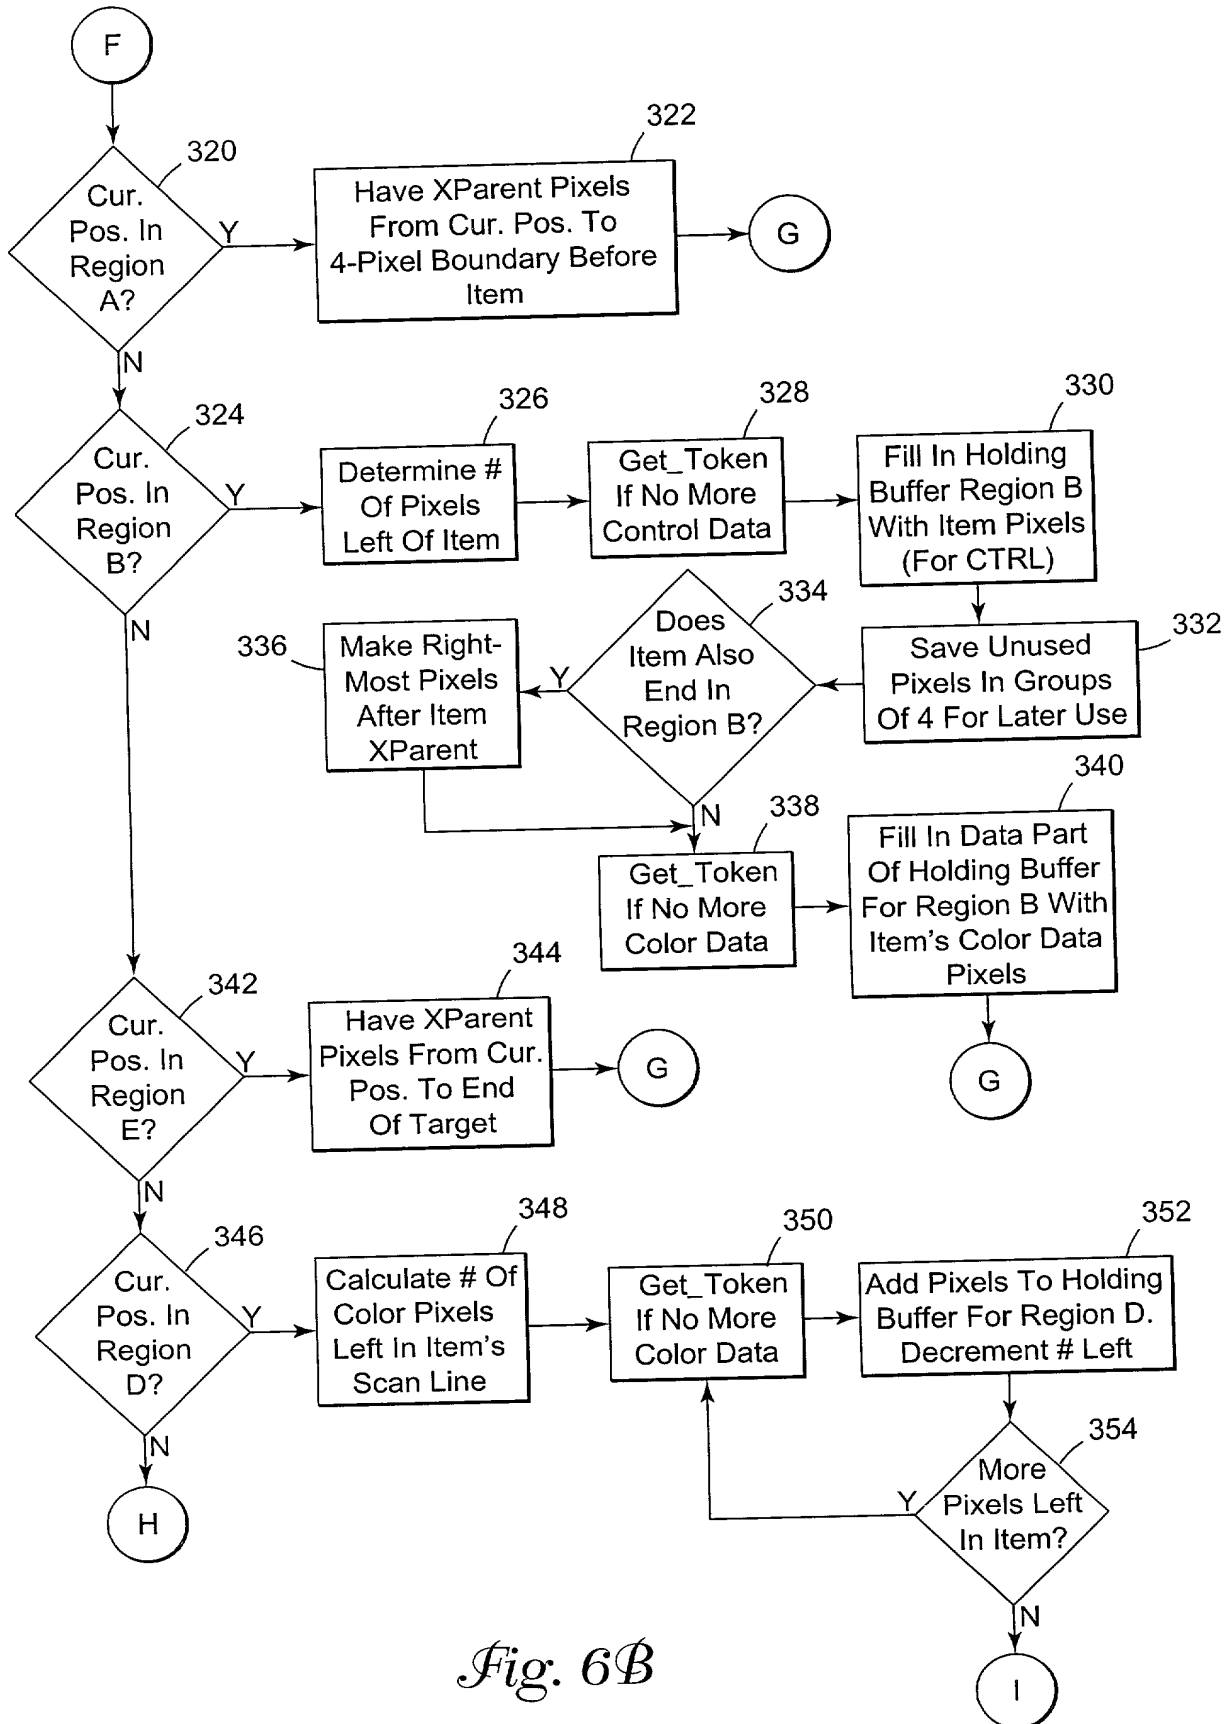 F
320
Cur.
Pos. In
Region
A?
Y
N
322
Have XParent Pixels
From Cur. Pos. To
4-Pixel Boundary Before
Item
G
324
Cur.
Pos. In
Region
B?
Y
N
326
Determine #
Of Pixels
Left Of Item
328
Get_Token
If No More
Control Data
330
Fill In Holding
Buffer Region B
With Item Pixels
(For CTRL)
332
Save Unused
Pixels In Groups
Of 4 For Later Use
334
Does
Item Also
End In
Region B?
Y
N
336
Make Right-
Most Pixels
After Item
XParent
338
Get_Token
If No More
Color Data
340
Fill In Data Part
Of Holding Buffer
For Region B With
Item's Color Data
Pixels
G
342
Cur.
Pos. In
Region
E?
Y
N
344
Have XParent
Pixels From Cur.
Pos. To End
Of Target
G
346
Cur.
Pos. In
Region
D?
Y
N
H
348
Calculate # Of
Color Pixels
Left In Item's
Scan Line
350
Get_Token
If No More
Color Data
352
Add Pixels To Holding
Buffer For Region D.
Decrement # Left
354
More
Pixels Left
In Item?
Y
N
I
Fig. 6B